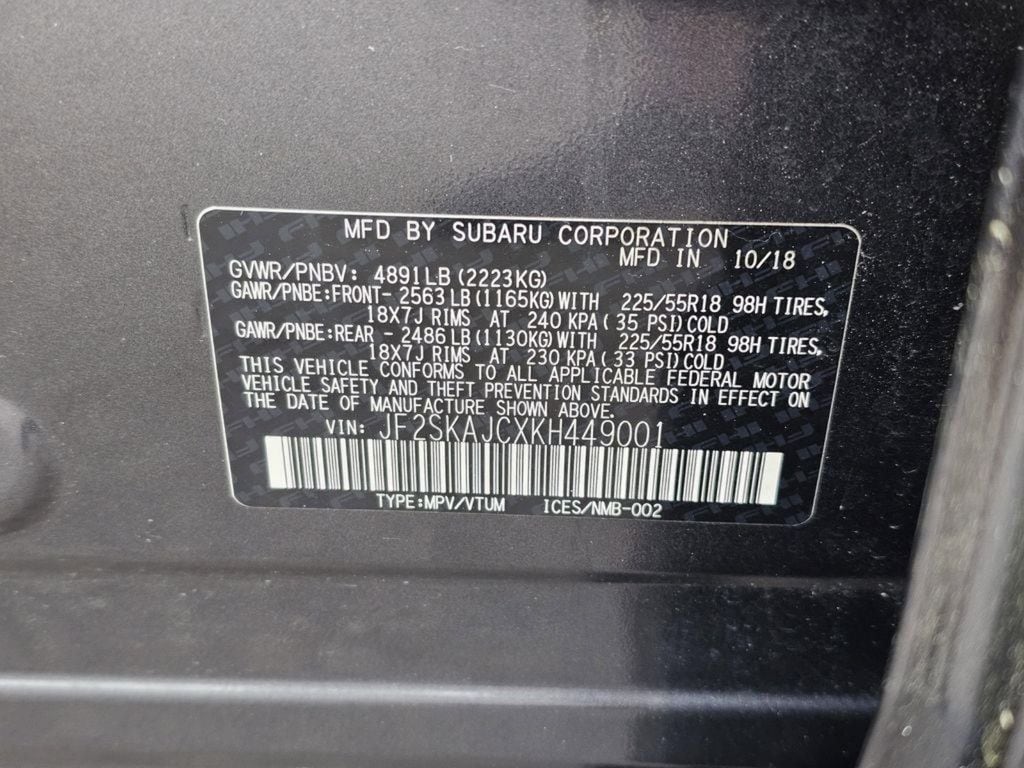 MFD BY SUBARU CORPORATION
MFD IN 10/18
GVWR/PNBV: 4891LB (2223KG)
GAWR/PNBE:FRONT- 2563 LB (1165KG) WITH 225/55R18 98H TIRES,
18X7J RIMS AT 240 KPA ( 35 PSI) COLD
GAWR/PNBE:REAR - 2486 LB (1130KG) WITH 225/55R18 98H TIRES,
18X7J RIMS AT 230 KPA ( 33 PSI) COLD
THIS VEHICLE CONFORMS TO ALL APPLICABLE FEDERAL MOTOR
VEHICLE SAFETY AND THEFT PREVENTION STANDARDS IN EFFECT ON
THE DATE OF MANUFACTURE SHOWN ABOVE.
VIN: JF2SKAJCXKH449001
TYPE:MPV/VTUM ICES/NMB-002